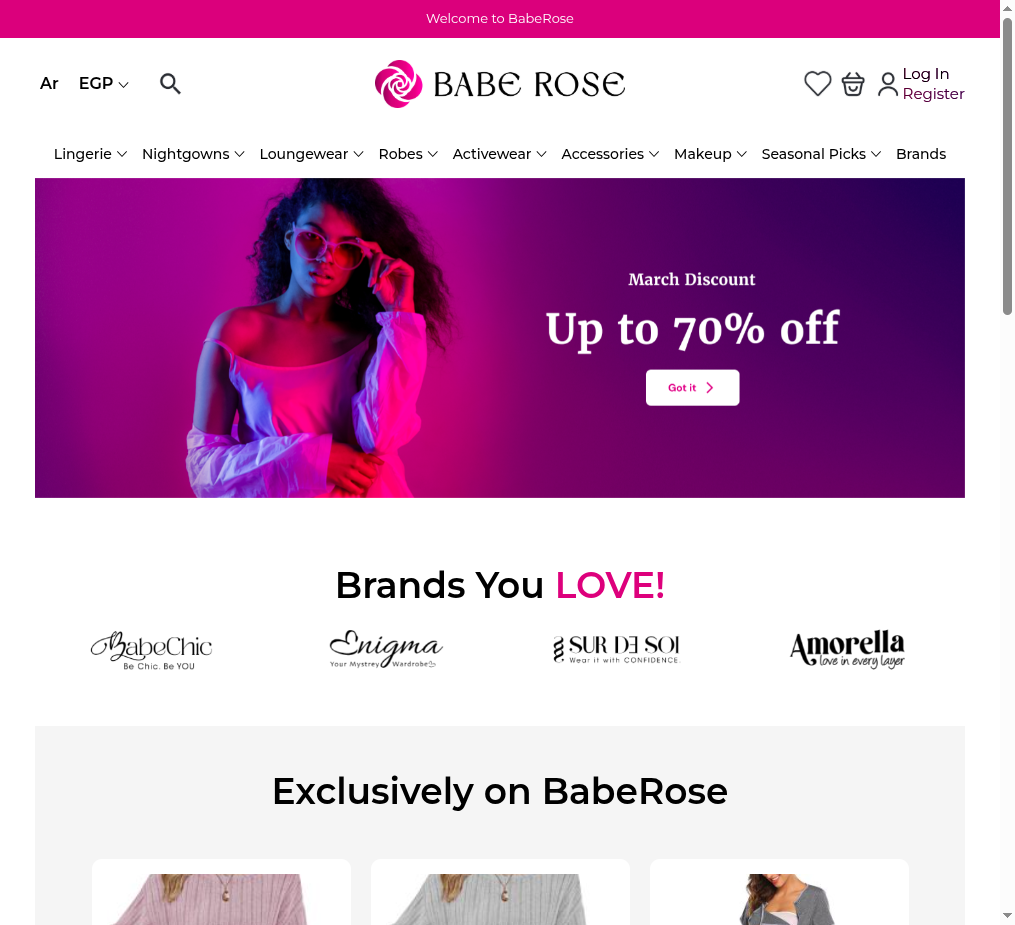 Welcome to BabeRose
Ar EGP
BABE ROSE
Log In
Register
Lingerie Nightgowns Loungewear Robes Activewear Accessories Makeup Seasonal Picks Brands
March Discount
Up to 70% off
Got it
Brands You LOVE!
BabeChic
Be Chic. Be YOU
Enigma
Your Mystrey Wardrobe
SUR DE SOI
Wear it with CONFIDENCE.
Amorella
love in every layer
Exclusively on BabeRose